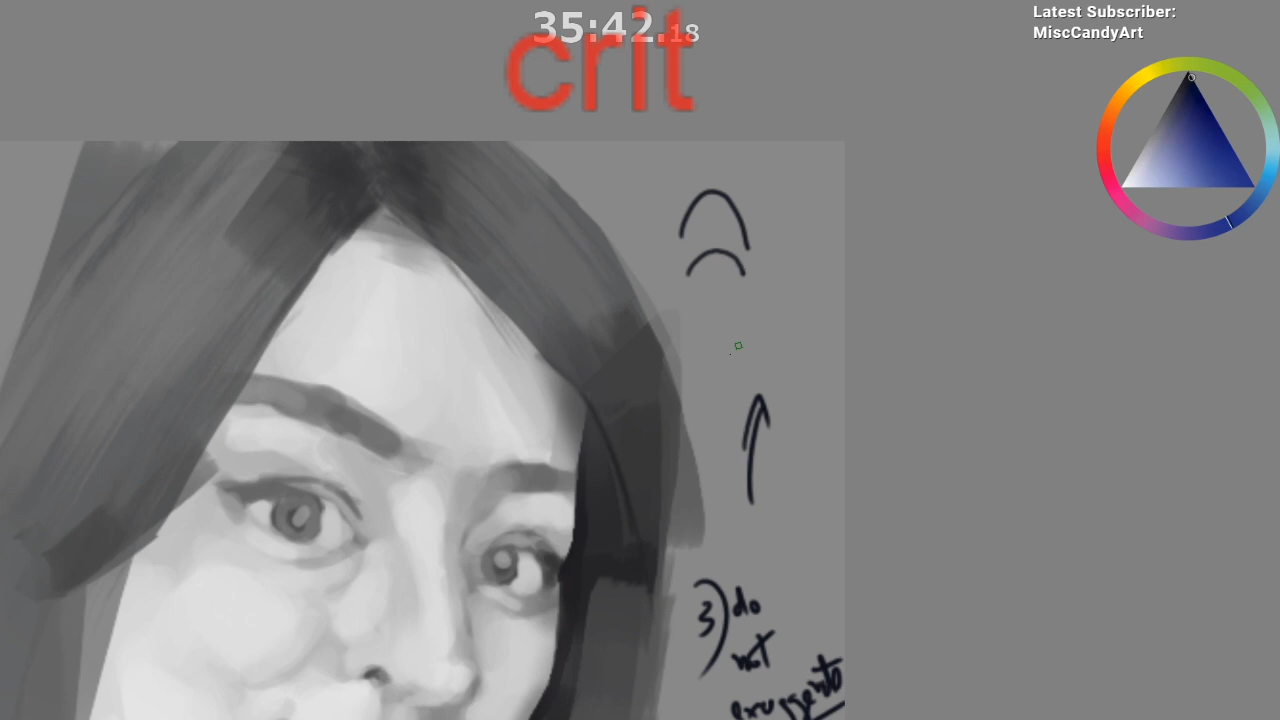 35:42.18
crit
Latest Subscriber:
MiscCandyArt
3) do
not